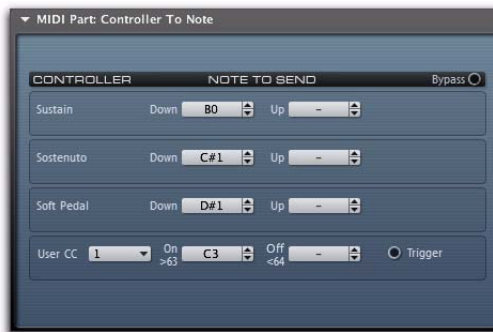 MIDI Part: Controller To Note
CONTROLLER NOTE TO SEND Bypass
Sustain Down B0 Up -
Sostenuto Down C#1 Up -
Soft Pedal Down D#1 Up -
User CC 1 On >63 C3 Off <64 - Trigger